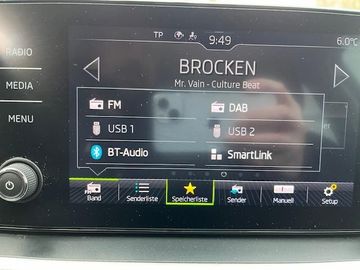 TP 9:49 6.0°C
RADIO
BROCKEN
Mr. Vain - Culture Beat
MEDIA
FM DAB
MENU
USB 1 USB 2
BT-Audio SmartLink
FM
Band Senderliste Speicherliste Sender Manuell Setup